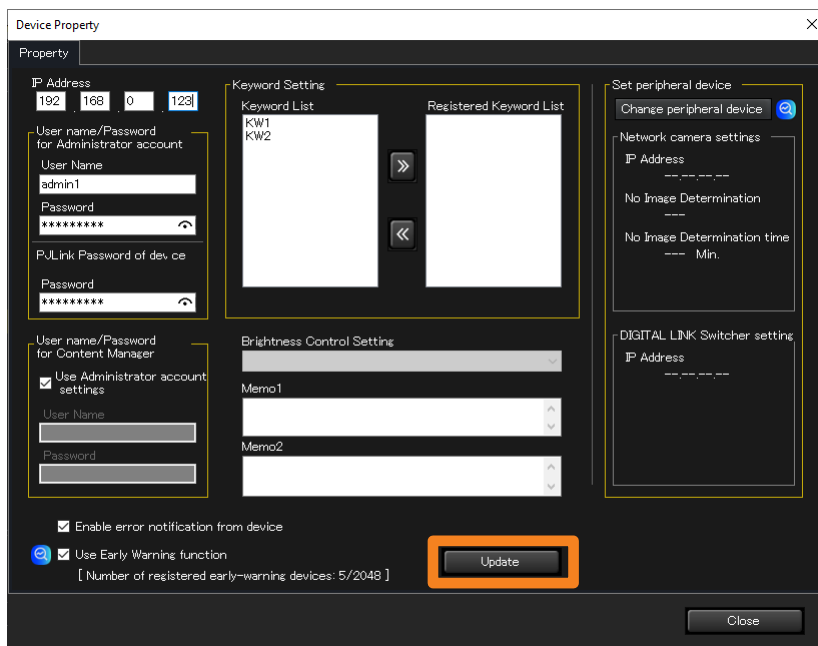 Device Property
Property
IP Address
192 . 168 . 0 . 123
User name/Password
for Administrator account
User Name
admin1
Password
*********
PJLink Password of device
Password
*********
User name/Password
for Content Manager
Use Administrator account
settings
User Name
Password
Keyword Setting
Keyword List
KW1
KW2
Registered Keyword List
Brightness Control Setting
Memo1
Memo2
Set peripheral device
Change peripheral device
Network camera settings
IP Address
--.--.--.--
No Image Determination
---
No Image Determination time
--- Min.
DIGITAL LINK Switcher setting
IP Address
--.--.--.--
Enable error notification from device
Use Early Warning function
[ Number of registered early-warning devices: 5/2048 ]
Update
Close